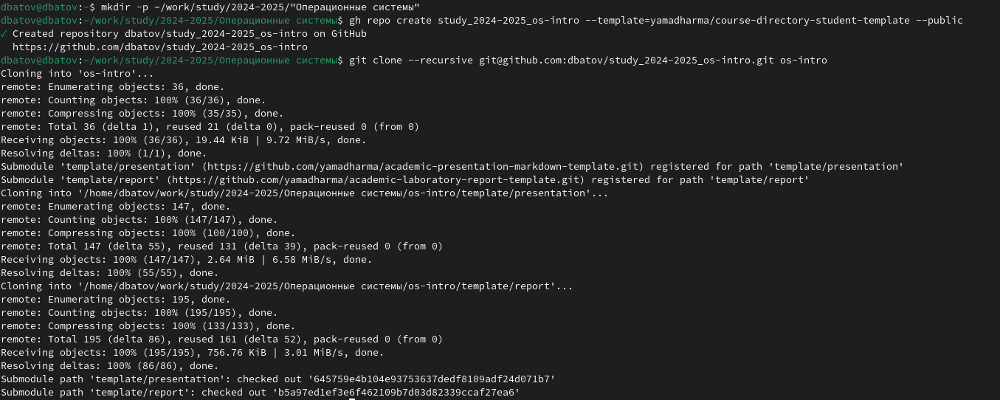 dbatov@dbatov:~$ mkdir -p ~/work/study/2024-2025/"Операционные системы"
dbatov@dbatov:~/work/study/2024-2025/Операционные системы$ gh repo create study_2024-2025_os-intro --template=yamadharma/course-directory-student-template --public
✓ Created repository dbatov/study_2024-2025_os-intro on GitHub
  https://github.com/dbatov/study_2024-2025_os-intro
dbatov@dbatov:~/work/study/2024-2025/Операционные системы$ git clone --recursive git@github.com:dbatov/study_2024-2025_os-intro.git os-intro
Cloning into 'os-intro'...
remote: Enumerating objects: 36, done.
remote: Counting objects: 100% (36/36), done.
remote: Compressing objects: 100% (35/35), done.
remote: Total 36 (delta 1), reused 21 (delta 0), pack-reused 0 (from 0)
Receiving objects: 100% (36/36), 19.44 KiB | 9.72 MiB/s, done.
Resolving deltas: 100% (1/1), done.
Submodule 'template/presentation' (https://github.com/yamadharma/academic-presentation-markdown-template.git) registered for path 'template/presentation'
Submodule 'template/report' (https://github.com/yamadharma/academic-laboratory-report-template.git) registered for path 'template/report'
Cloning into '/home/dbatov/work/study/2024-2025/Операционные системы/os-intro/template/presentation'...
remote: Enumerating objects: 147, done.
remote: Counting objects: 100% (147/147), done.
remote: Compressing objects: 100% (100/100), done.
remote: Total 147 (delta 55), reused 131 (delta 39), pack-reused 0 (from 0)
Receiving objects: 100% (147/147), 2.64 MiB | 6.58 MiB/s, done.
Resolving deltas: 100% (55/55), done.
Cloning into '/home/dbatov/work/study/2024-2025/Операционные системы/os-intro/template/report'...
remote: Enumerating objects: 195, done.
remote: Counting objects: 100% (195/195), done.
remote: Compressing objects: 100% (133/133), done.
remote: Total 195 (delta 86), reused 161 (delta 52), pack-reused 0 (from 0)
Receiving objects: 100% (195/195), 756.76 KiB | 3.01 MiB/s, done.
Resolving deltas: 100% (86/86), done.
Submodule path 'template/presentation': checked out '645759e4b104e93753637dedf8109adf24d071b7'
Submodule path 'template/report': checked out 'b5a97ed1ef3e6f462109b7d03d82339ccaf27ea6'